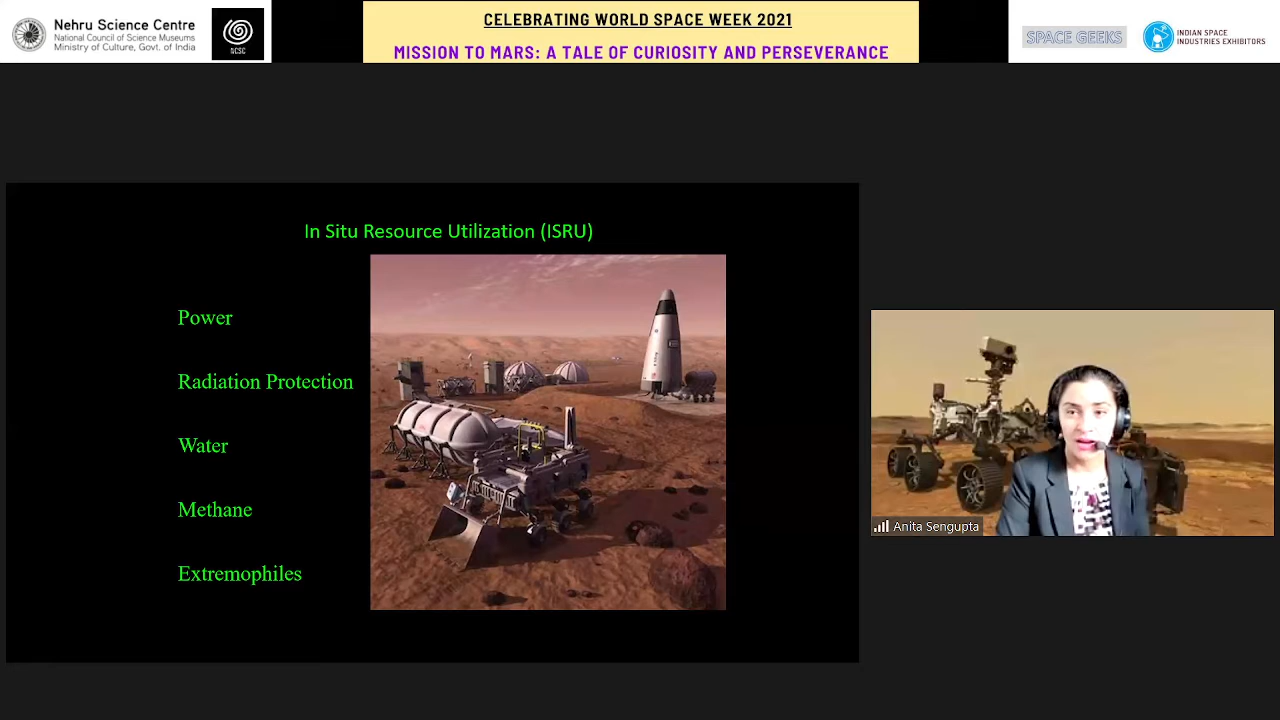 Nehru Science Centre
National Council of Science Museums
Ministry of Culture, Govt. of India
NCSC
CELEBRATING WORLD SPACE WEEK 2021
MISSION TO MARS: A TALE OF CURIOSITY AND PERSEVERANCE
SPACE GEEKS
INDIAN SPACE
INDUSTRIES EXHIBITORS
In Situ Resource Utilization (ISRU)
Power
Radiation Protection
Water
Methane
Extremophiles
Anita Sengupta